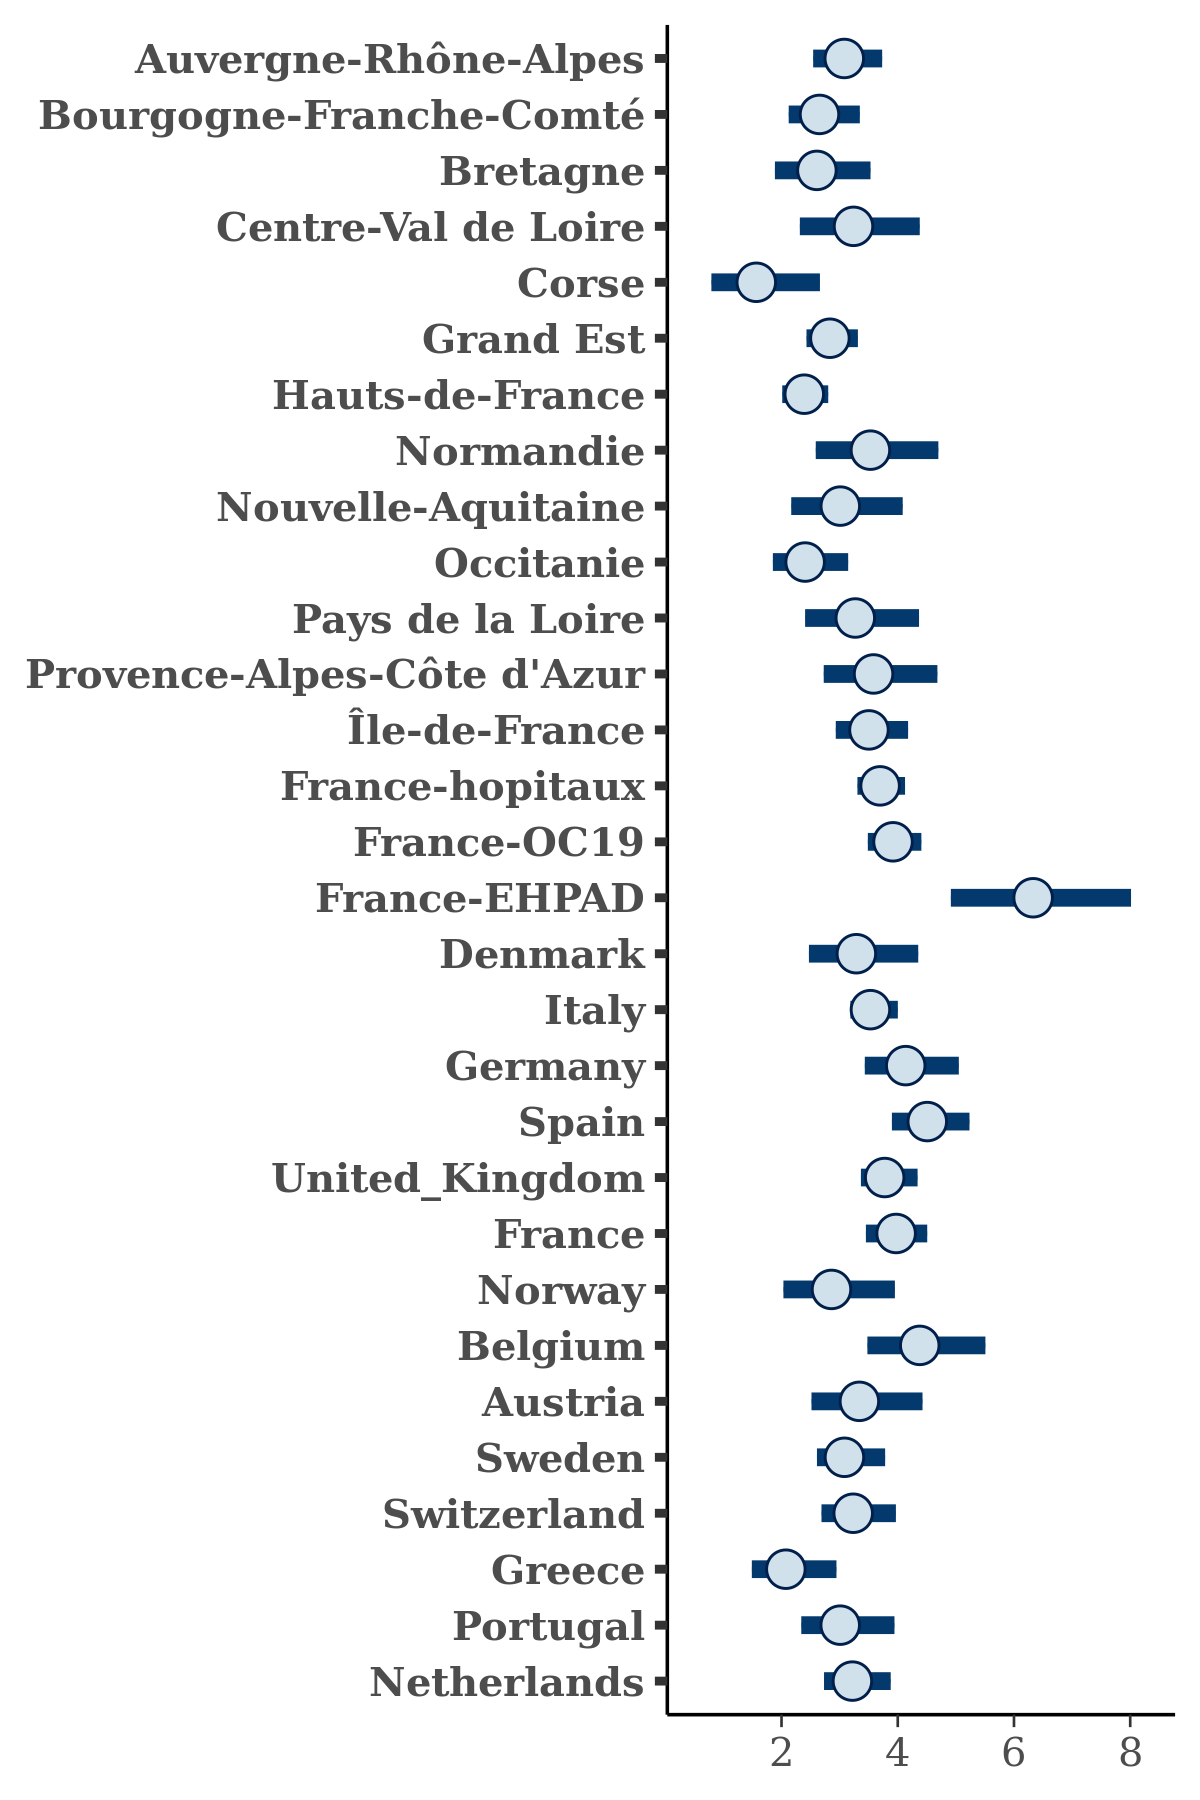 Auvergne-Rhône-Alpes
Bourgogne-Franche-Comté
Bretagne
Centre-Val de Loire
Corse
Grand Est
Hauts-de-France
Normandie
Nouvelle-Aquitaine
Occitanie
Pays de la Loire
Provence-Alpes-Côte d'Azur
Île-de-France
France-hopitaux
France-OC19
France-EHPAD
Denmark
Italy
Germany
Spain
United_Kingdom
France
Norway
Belgium
Austria
Sweden
Switzerland
Greece
Portugal
Netherlands
2 4 6 8